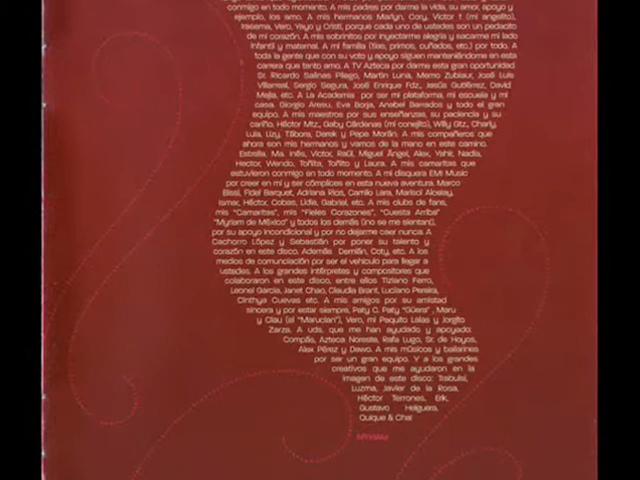 conmigo en todo momento. A mis padres por darme la vida, su amor, apoyo y
ejemplo, los amo. A mis hermanos Marlyn, Cory, Victor † (mi angelito),
Vero, Yayo y Cristi, porque cada uno de ustedes son un pedacito
de mi corazón. A mis sobrinitos por inyectarme alegría y sacarme mi lado
infantil y maternal. A mi familia (tías, primos, cuñados, etc.) por todo. A
toda la gente que con su voto y apoyo siguen manteniéndome en esta
carrera que tanto amo. A TV Azteca por darme esta gran oportunidad.
Sr. Ricardo Salinas Pliego, Martín Luna, Memo Zubiaur, José Luis
Villarreal, Sergio Segura, José Enrique Fdz., Jesús Gutiérrez, David
Mejía, etc. A La Academia por ser mi plataforma, mi escuela y mi
casa. Giorgio Aresu, Eva Borja, Anabel Barrados y todo el gran
equipo. A mis maestros por sus enseñanzas, su paciencia y su
cariño, Héctor Mtz., Gaby Cárdenas (mi conejito), Willy Gtz., Charly,
Lula, Lizy, Tábora, Derek y Pepe Morán. A mis compañeros que
ahora son mis hermanos y vamos de la mano en este camino.
Estrella, Ma. Inés, Víctor, Raúl, Miguel Ángel, Alex, Yahir, Nadia,
Hector, Wendo, Toñita, Toñito y Laura. A mis camaritas que
estuvieron conmigo en todo momento. A mi disquera EMI Music
por creer en mí y ser cómplices en esta nueva aventura. Marco
Bissi, Fidel Barquet, Adriana Ríos, Camilo Lara, Marisol Alcelay,
Ismar, Héctor, Cobas, Lidia, Gabriel, etc. A mis clubs de fans,
mis "Camaritas", mis "Fieles Corazones", "Cuesta Arriba"
"Myriam de México" y todos los demás (no se me sientan),
por su apoyo incondicional y por no dejarme caer nunca. A
Cachorro López y Sebastián por poner su talento y
corazón en este disco. Además Demián, Coty, etc. A los
medios de comunicación por ser el vehículo para llegar a
ustedes. A los grandes intérpretes y compositores que
colaboraron en este disco, entre ellos Tiziano Ferro,
Leonel García, Janet Chao, Claudia Brant, Luciano Pereira,
Cinthya Cuevas etc. A mis amigos por su amistad
sincera y por estar siempre, Paty C. Paty "Güera" , Maru
y Clau (el "Maruclan"), Vero, mi Paquito Lalas y Jorgito
Zarza. A uds. que me han ayudado y apoyado:
Compás, Azteca Noreste, Rafa Lugo, Sr. de Hoyos,
Alex Pérez y Dawo. A mis músicos y bailarines
por ser un gran equipo. Y a los grandes
creativos que me ayudaron en la
imagen de este disco: Trabulsi,
Luzma, Javier de la Rosa,
Héctor Terrones, Erik,
Gustavo Helguera,
Quique & Chai